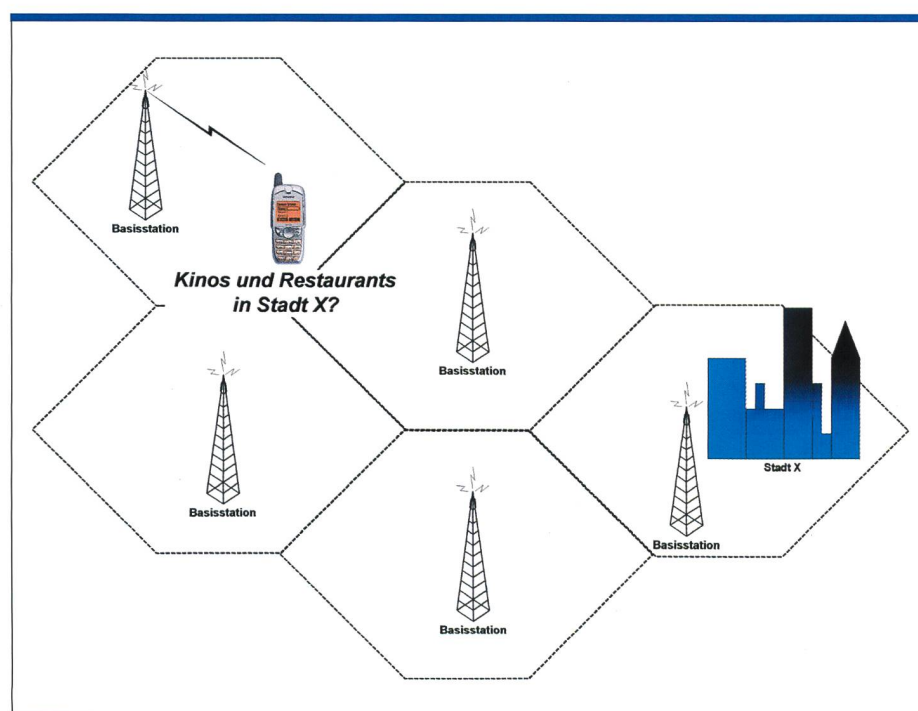 Basisstation
Kinos und Restaurants
in Stadt X?
Basisstation
Basisstation
Stadt X
Basisstation
Basisstation